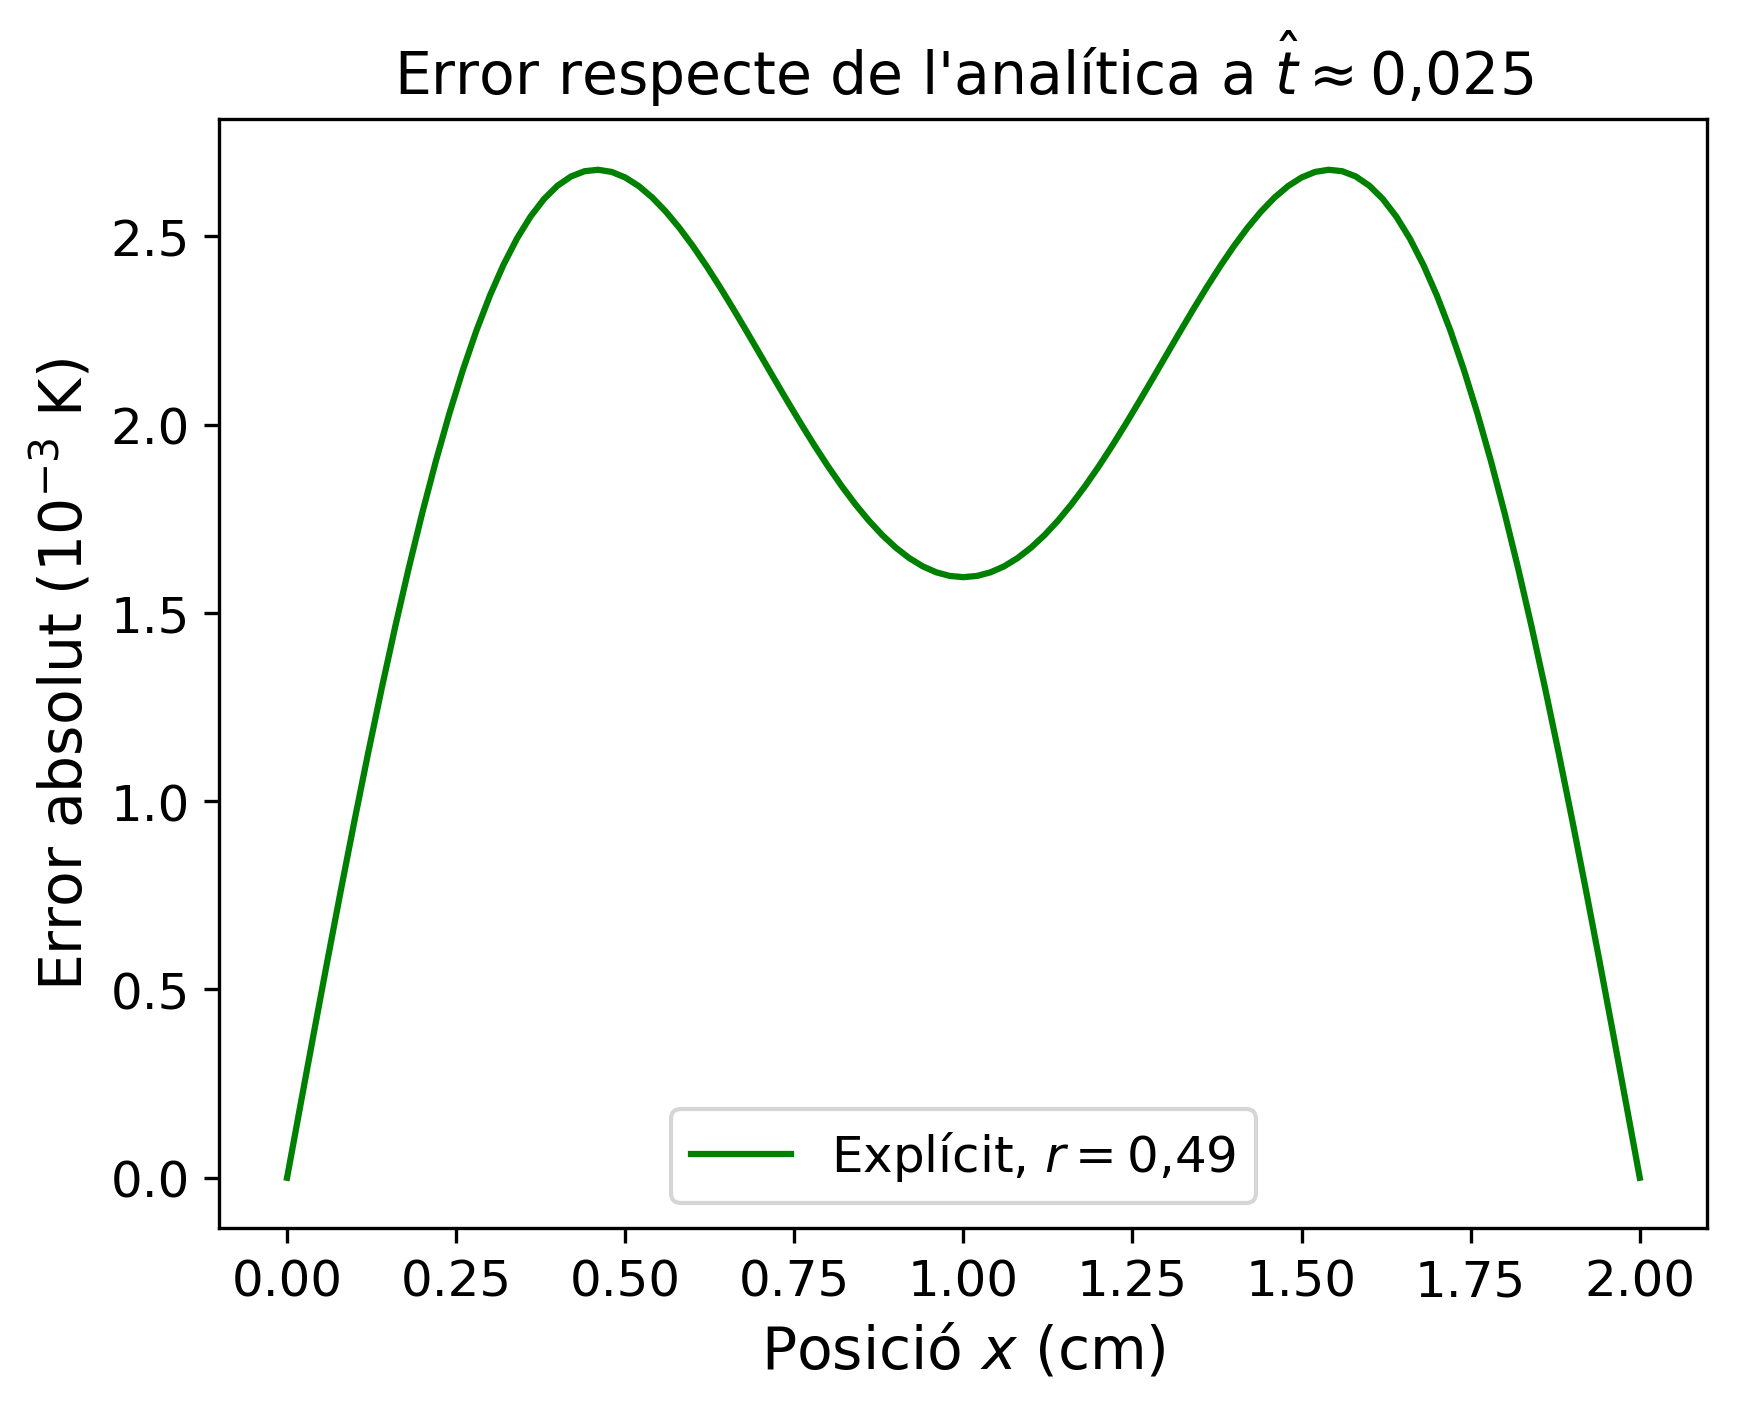 Error respecte de l'analítica a t̂ ≈ 0,025
Error absolut (10⁻³ K)
2.5
2.0
1.5
1.0
0.5
0.0
Explícit, r = 0,49
0.00 0.25 0.50 0.75 1.00 1.25 1.50 1.75 2.00
Posició x (cm)